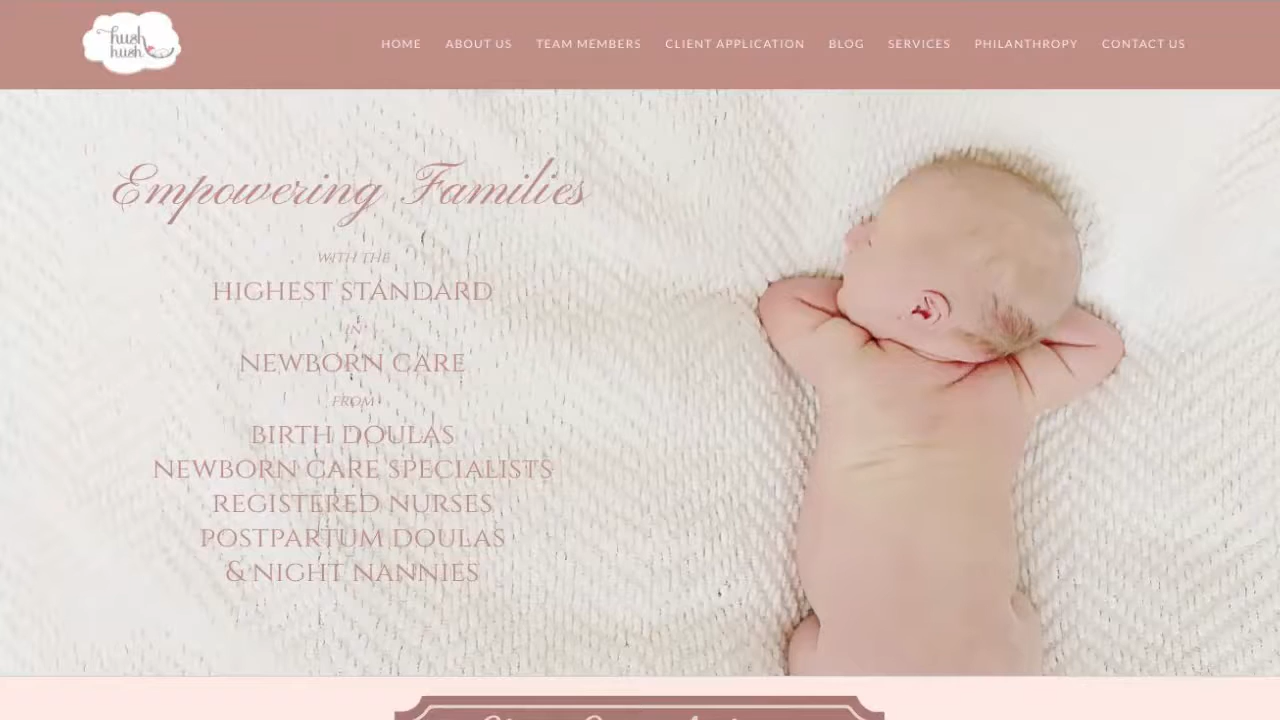 hush
hush
HOME ABOUT US TEAM MEMBERS CLIENT APPLICATION BLOG SERVICES PHILANTHROPY CONTACT US
Empowering Families
WITH THE
HIGHEST STANDARD
IN
NEWBORN CARE
FROM
BIRTH DOULAS
NEWBORN CARE SPECIALISTS
REGISTERED NURSES
POSTPARTUM DOULAS
& NIGHT NANNIES